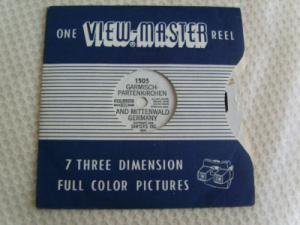 ONE VIEW-MASTER REEL
1505
GARMISCH-
PARTENKIRCHEN
AND MITTENWALD
GERMANY
7 THREE DIMENSION
FULL COLOR PICTURES